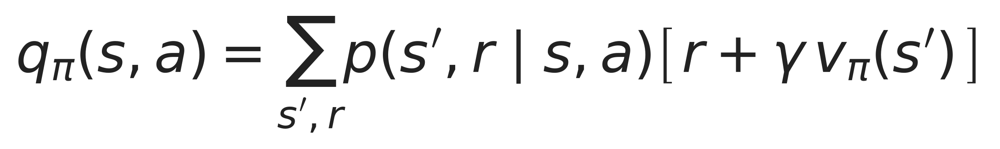 q_π(s, a) = ∑_{s′, r} p(s′, r | s, a) [ r + γ v_π(s′) ]